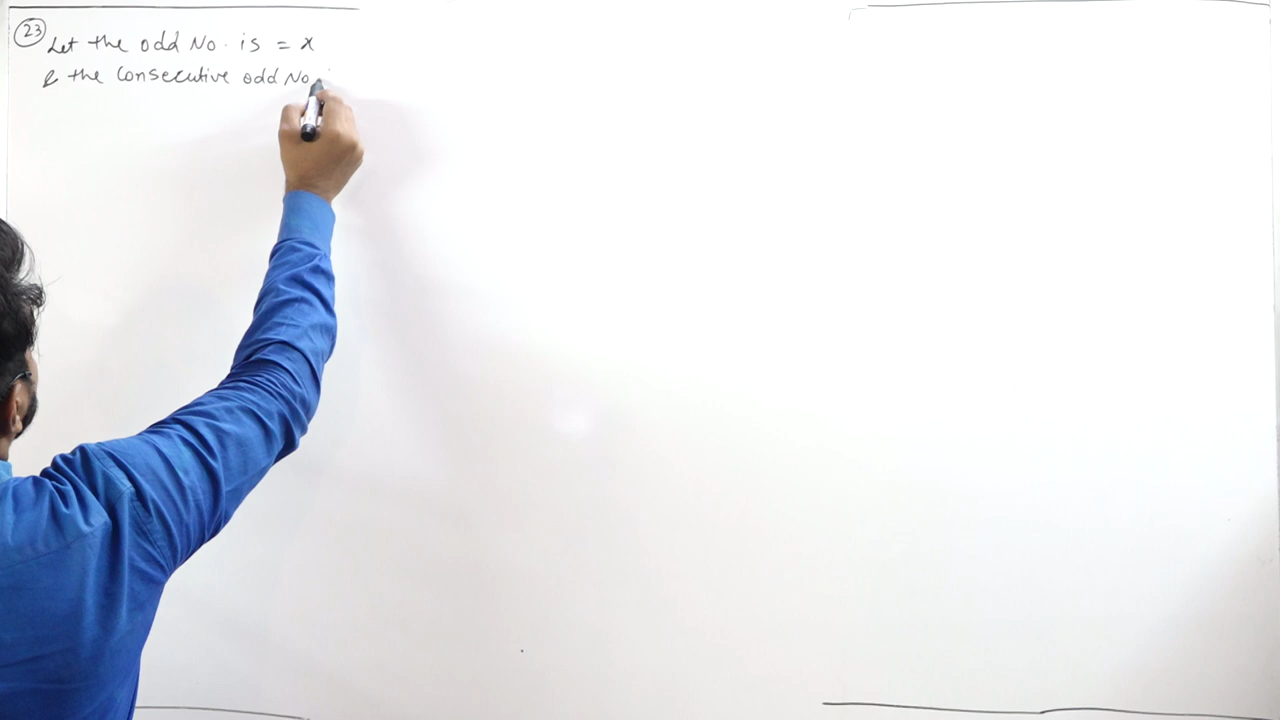 23
Let the odd No. is = x
& the consecutive odd No